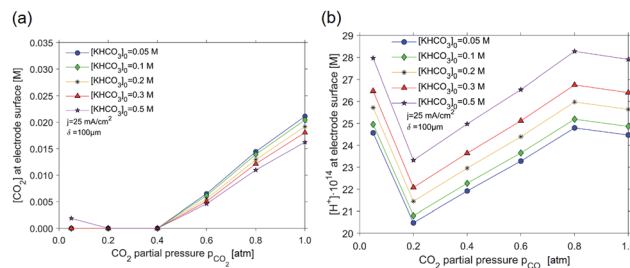 (a)
0.035
0.030
0.025
0.020
0.015
0.010
0.005
0.000
[CO2] at electrode surface [M]
[KHCO3]0=0.05 M
[KHCO3]0=0.1 M
[KHCO3]0=0.2 M
[KHCO3]0=0.3 M
[KHCO3]0=0.5 M
j=25 mA/cm²
δ =100μm
0.0 0.2 0.4 0.6 0.8 1.0
CO2 partial pressure pCO2 [atm]
(b)
30
29
28
27
26
25
24
23
22
21
20
[H+]·10^14 at electrode surface [M]
[KHCO3]0=0.05 M
[KHCO3]0=0.1 M
[KHCO3]0=0.2 M
[KHCO3]0=0.3 M
[KHCO3]0=0.5 M
j=25 mA/cm²
δ =100μm
0.0 0.2 0.4 0.6 0.8 1.0
CO2 partial pressure pCO2 [atm]